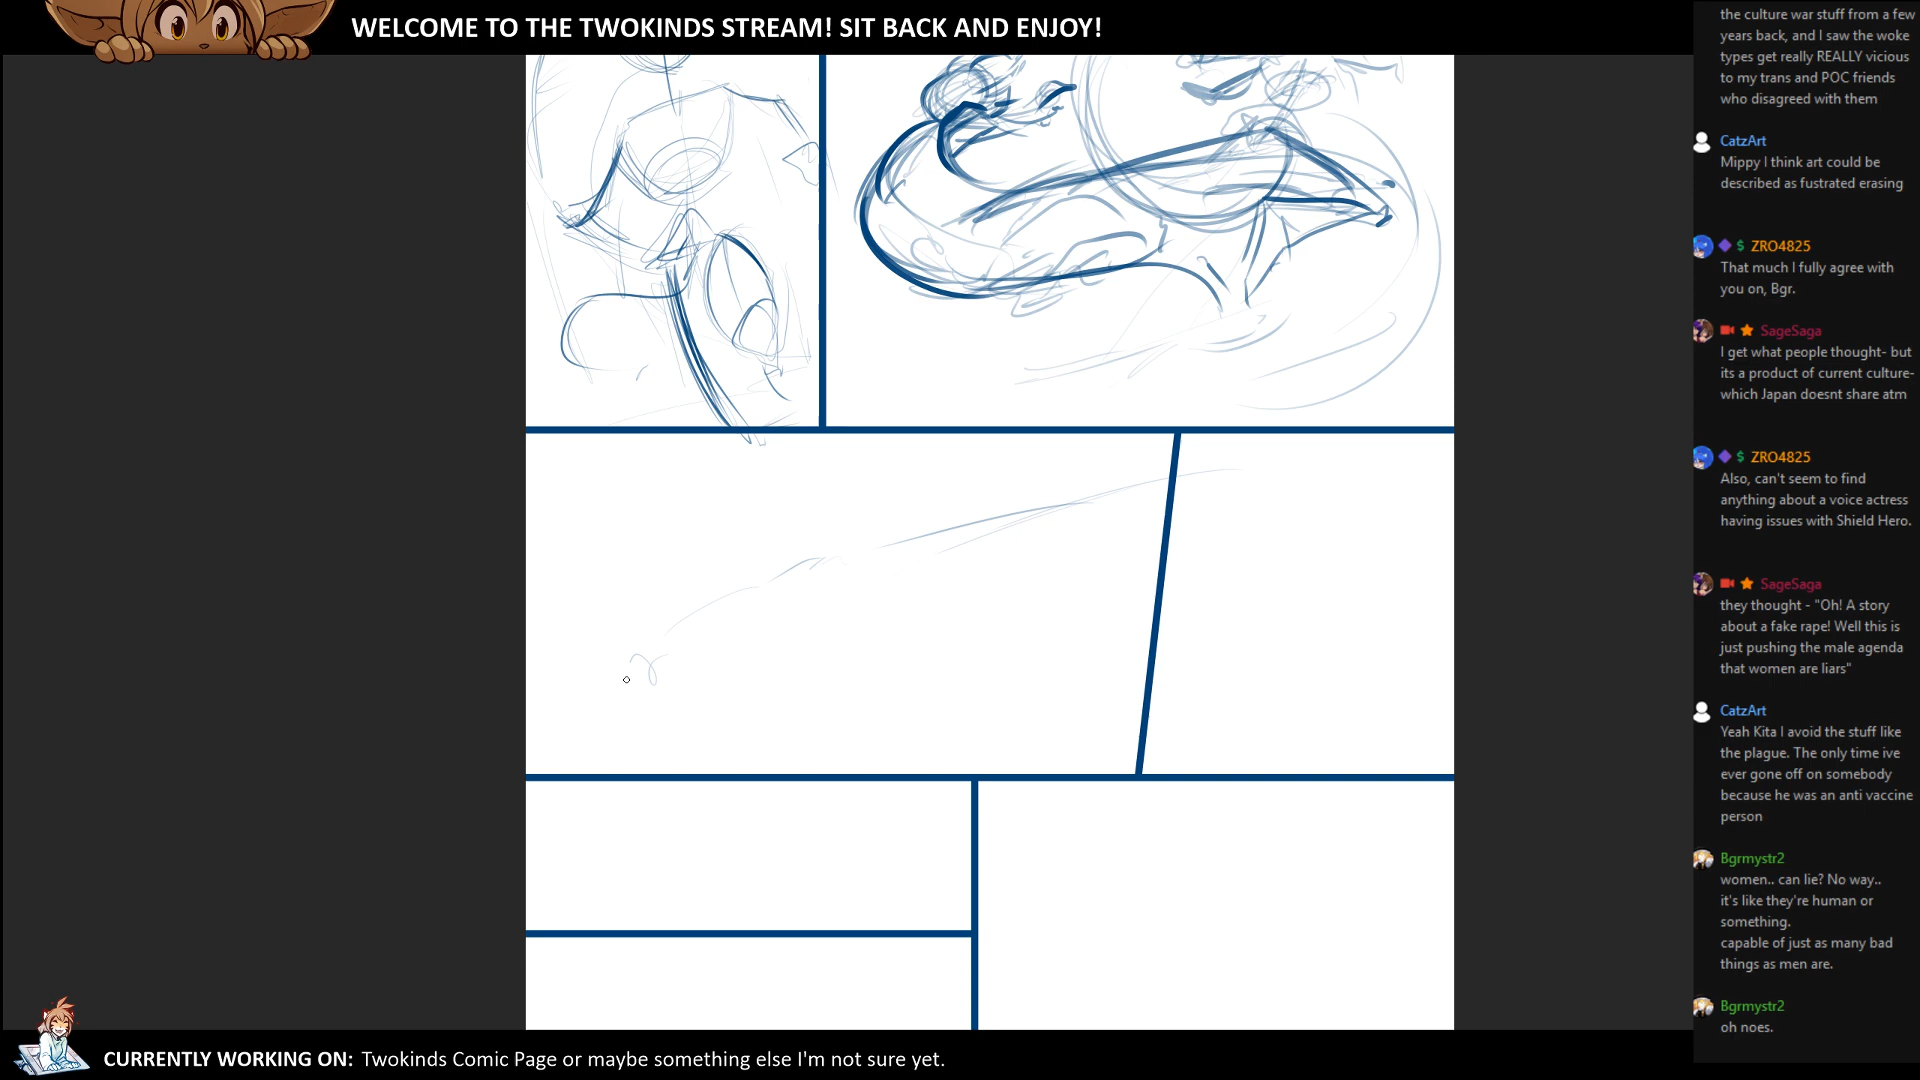 WELCOME TO THE TWOKINDS STREAM! SIT BACK AND ENJOY!
the culture war stuff from a few
years back, and I saw the woke
types get really REALLY vicious
to my trans and POC friends
who disagreed with them
CatzArt
Mippy I think art could be
described as fustrated erasing
$ ZRO4825
That much I fully agree with
you on, Bgr.
SageSaga
I get what people thought- but
its a product of current culture-
which Japan doesnt share atm
$ ZRO4825
Also, can't seem to find
anything about a voice actress
having issues with Shield Hero.
SageSaga
they thought - "Oh! A story
about a fake rape! Well this is
just pushing the male agenda
that women are liars"
CatzArt
Yeah Kita I avoid the stuff like
the plague. The only time ive
ever gone off on somebody
because he was an anti vaccine
person
Bgrmystr2
women.. can lie? No way..
it's like they're human or
something.
capable of just as many bad
things as men are.
Bgrmystr2
oh noes.
CURRENTLY WORKING ON: Twokinds Comic Page or maybe something else I'm not sure yet.